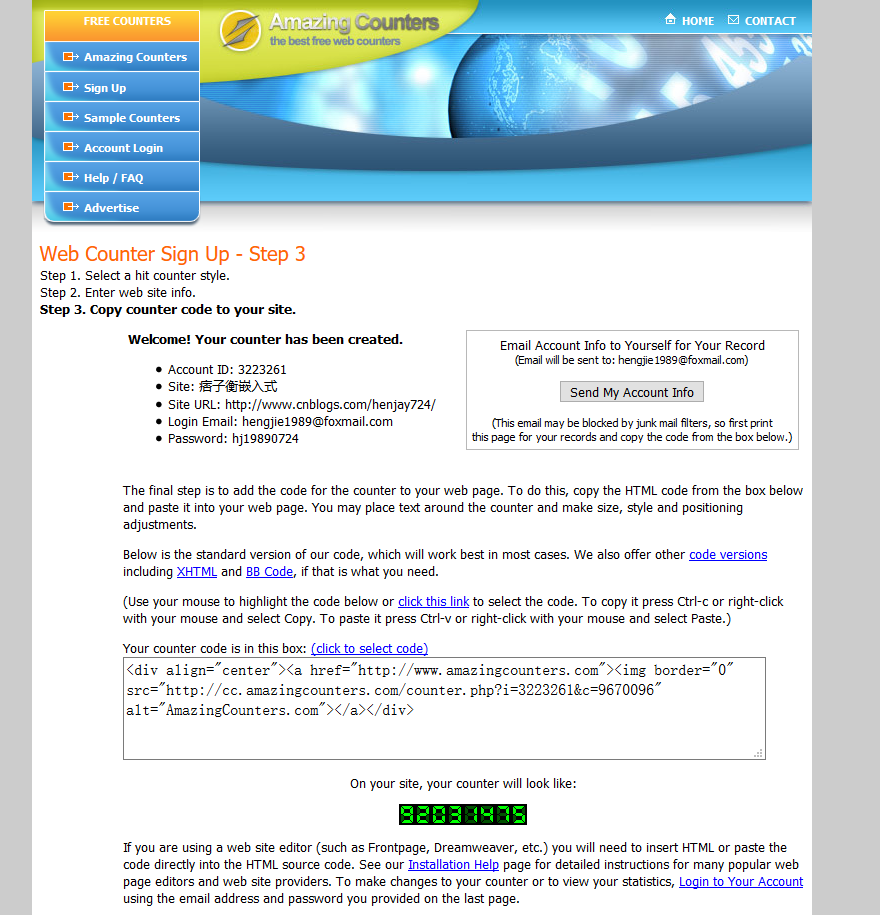 FREE COUNTERS
Amazing Counters
Sign Up
Sample Counters
Account Login
Help / FAQ
Advertise
Amazing Counters
the best free web counters
HOME
CONTACT
Web Counter Sign Up - Step 3
Step 1. Select a hit counter style.
Step 2. Enter web site info.
Step 3. Copy counter code to your site.
Welcome! Your counter has been created.
Account ID: 3223261
Site: 痞子衡嵌入式
Site URL: http://www.cnblogs.com/henjay724/
Login Email: hengjie1989@foxmail.com
Password: hj19890724
Email Account Info to Yourself for Your Record
(Email will be sent to: hengjie1989@foxmail.com)
Send My Account Info
(This email may be blocked by junk mail filters, so first print
this page for your records and copy the code from the box below.)
The final step is to add the code for the counter to your web page. To do this, copy the HTML code from the box below
and paste it into your web page. You may place text around the counter and make size, style and positioning
adjustments.
Below is the standard version of our code, which will work best in most cases. We also offer other code versions
including XHTML and BB Code, if that is what you need.
(Use your mouse to highlight the code below or click this link to select the code. To copy it press Ctrl-c or right-click
with your mouse and select Copy. To paste it press Ctrl-v or right-click with your mouse and select Paste.)
Your counter code is in this box: (click to select code)
<div align="center"><a href="http://www.amazingcounters.com"><img border="0"
src="http://cc.amazingcounters.com/counter.php?i=3223261&c=9670096"
alt="AmazingCounters.com"></a></div>
On your site, your counter will look like:
92031475
If you are using a web site editor (such as Frontpage, Dreamweaver, etc.) you will need to insert HTML or paste the
code directly into the HTML source code. See our Installation Help page for detailed instructions for many popular web
page editors and web site providers. To make changes to your counter or to view your statistics, Login to Your Account
using the email address and password you provided on the last page.